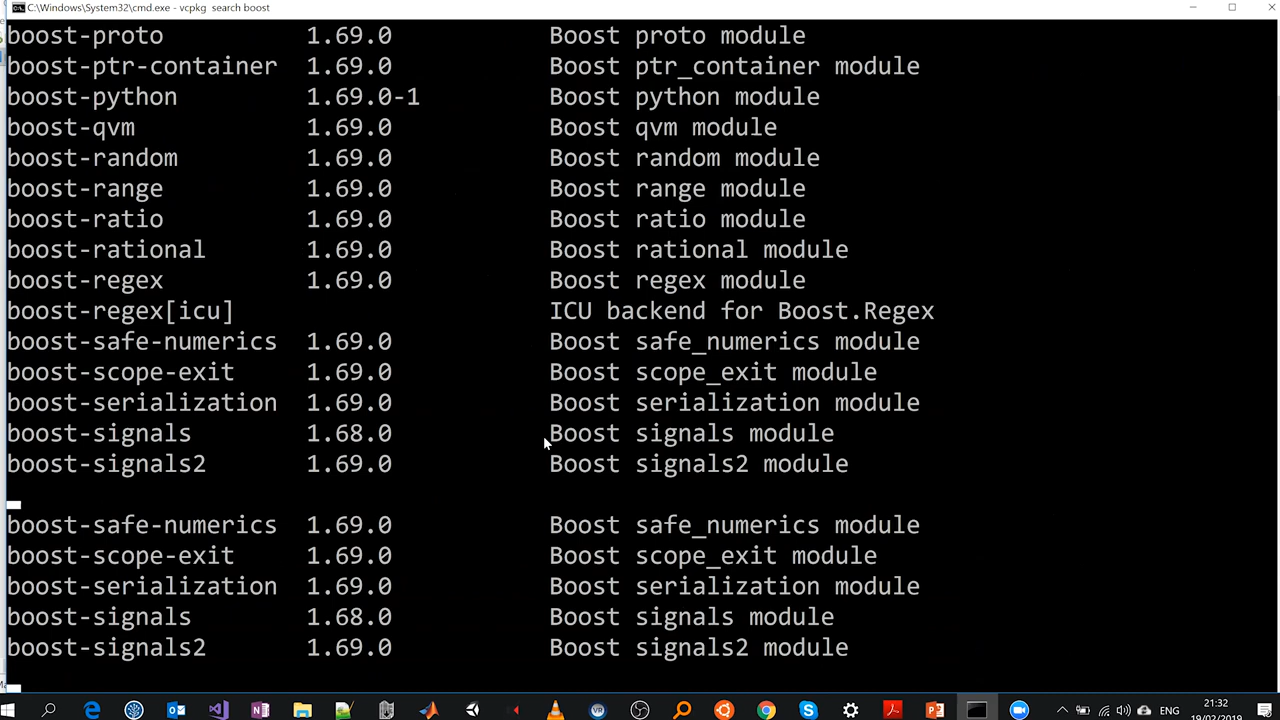 C:\Windows\System32\cmd.exe - vcpkg  search boost
boost-proto 1.69.0 Boost proto module
boost-ptr-container 1.69.0 Boost ptr_container module
boost-python 1.69.0-1 Boost python module
boost-qvm 1.69.0 Boost qvm module
boost-random 1.69.0 Boost random module
boost-range 1.69.0 Boost range module
boost-ratio 1.69.0 Boost ratio module
boost-rational 1.69.0 Boost rational module
boost-regex 1.69.0 Boost regex module
boost-regex[icu] ICU backend for Boost.Regex
boost-safe-numerics 1.69.0 Boost safe_numerics module
boost-scope-exit 1.69.0 Boost scope_exit module
boost-serialization 1.69.0 Boost serialization module
boost-signals 1.68.0 Boost signals module
boost-signals2 1.69.0 Boost signals2 module
boost-safe-numerics 1.69.0 Boost safe_numerics module
boost-scope-exit 1.69.0 Boost scope_exit module
boost-serialization 1.69.0 Boost serialization module
boost-signals 1.68.0 Boost signals module
boost-signals2 1.69.0 Boost signals2 module
VR
ENG
21:32
19/02/2019